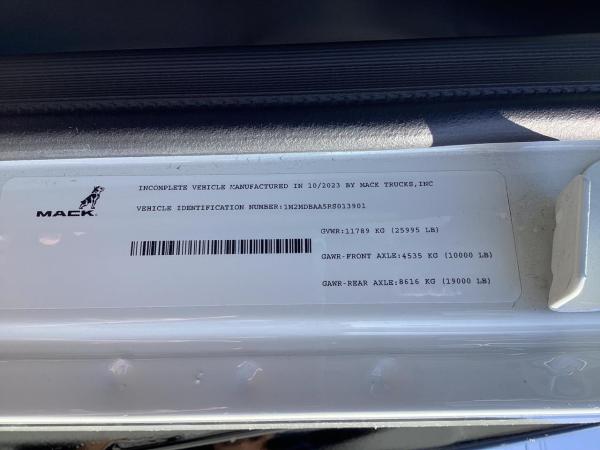 INCOMPLETE VEHICLE MANUFACTURED IN 10/2023 BY MACK TRUCKS,INC
MACK
VEHICLE IDENTIFICATION NUMBER:1M2MDBAA5RS013901
GVWR:11789 KG (25995 LB)
GAWR-FRONT AXLE:4535 KG (10000 LB)
GAWR-REAR AXLE:8616 KG (19000 LB)